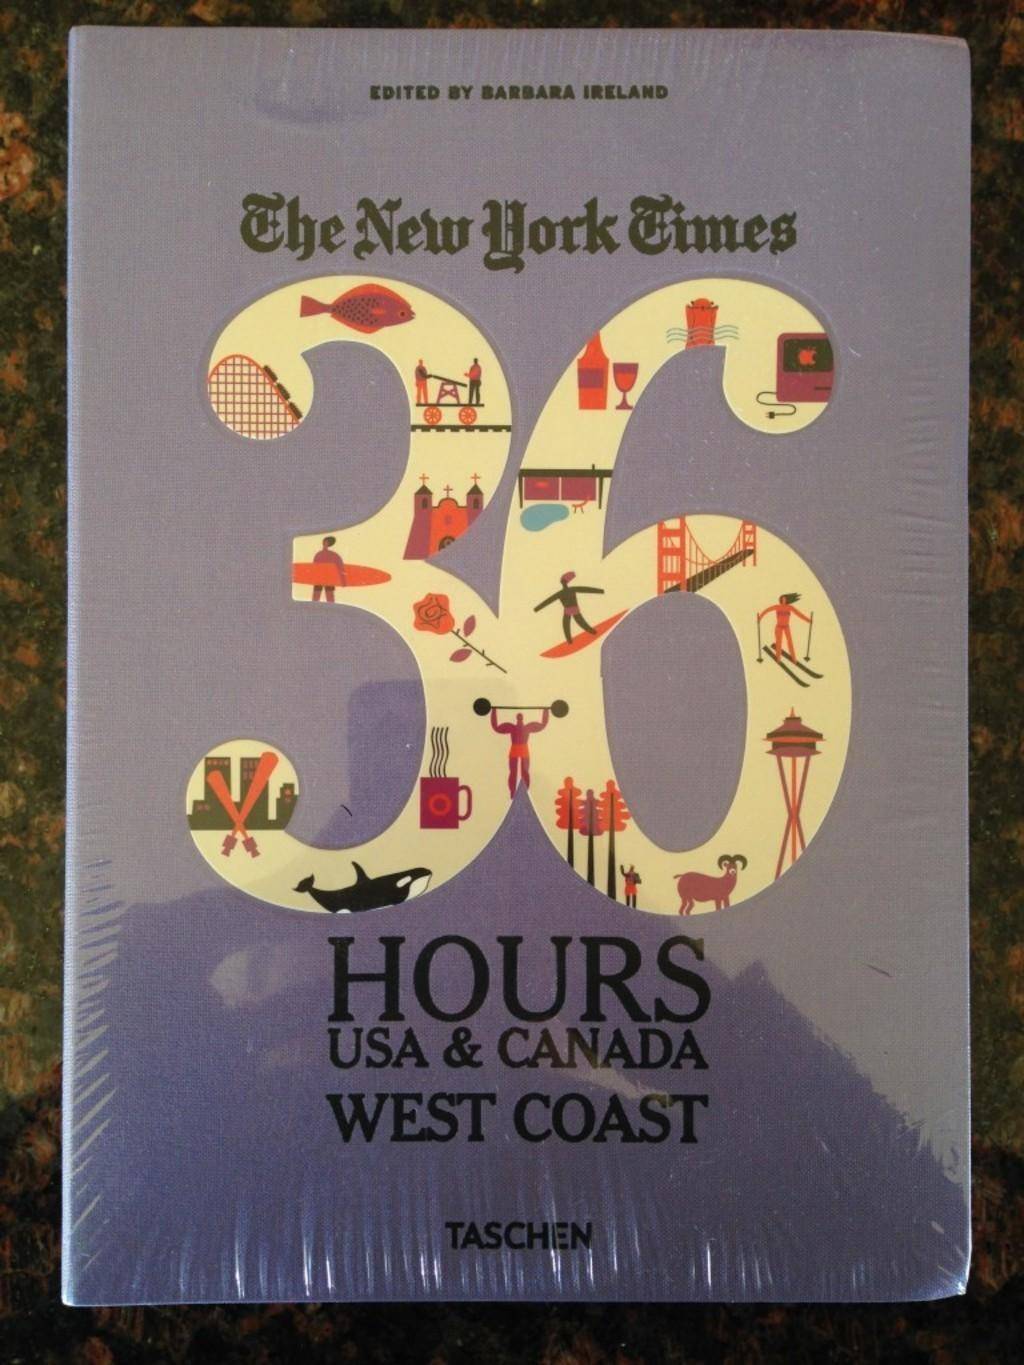 EDITED BY BARBARA IRELAND
The New York Times
36
HOURS
USA & CANADA
WEST COAST
TASCHEN